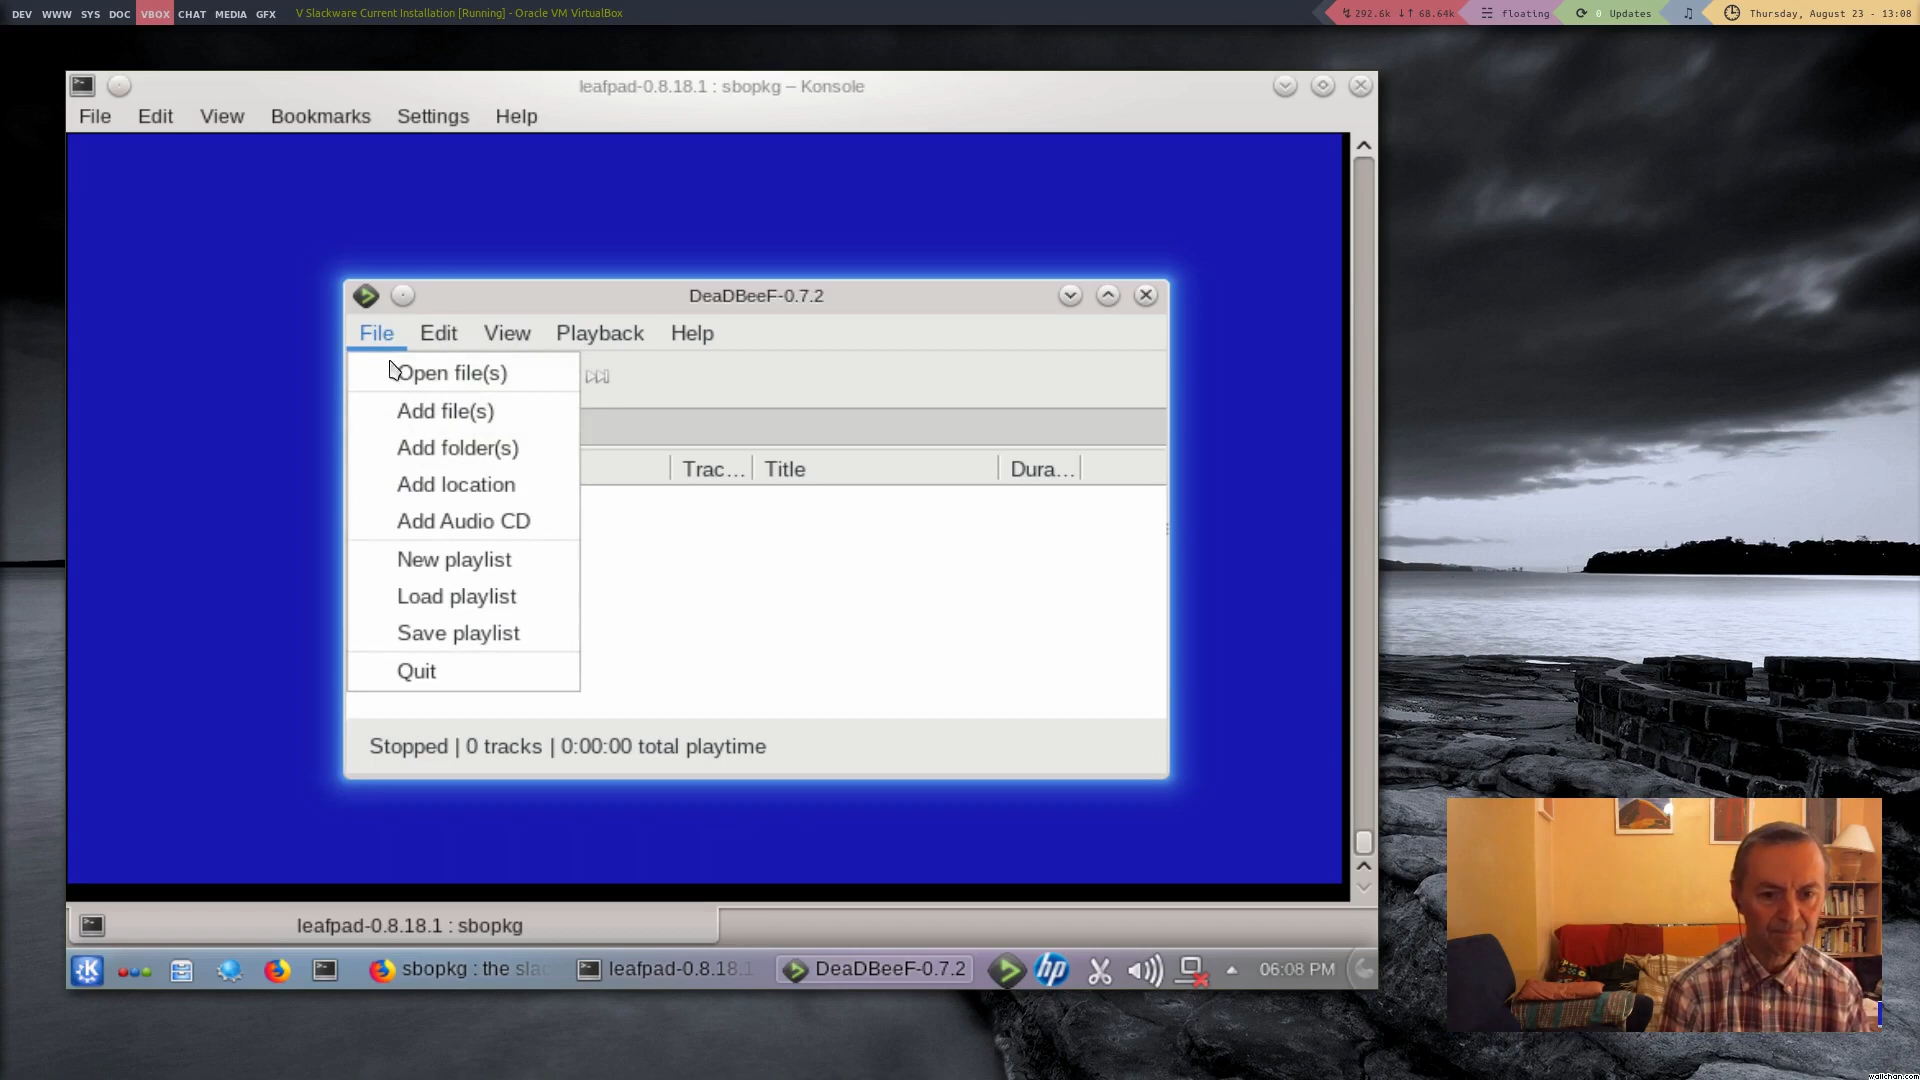 DEV WWW SYS DOC VBOX CHAT MEDIA GFX V Slackware Current Installation [Running] - Oracle VM VirtualBox 292.6k ↓↑ 68.64k floating 0 Updates Thursday, August 23 - 13:08
leafpad-0.8.18.1 : sbopkg – Konsole
File Edit View Bookmarks Settings Help
DeaDBeeF-0.7.2
File Edit View Playback Help
Open file(s)
Add file(s)
Add folder(s)
Trac... Title Dura...
Add location
Add Audio CD
New playlist
Load playlist
Save playlist
Quit
Stopped | 0 tracks | 0:00:00 total playtime
leafpad-0.8.18.1 : sbopkg
K sbopkg : the slac leafpad-0.8.18.1 DeaDBeeF-0.7.2 hp 06:08 PM
wallchan.com